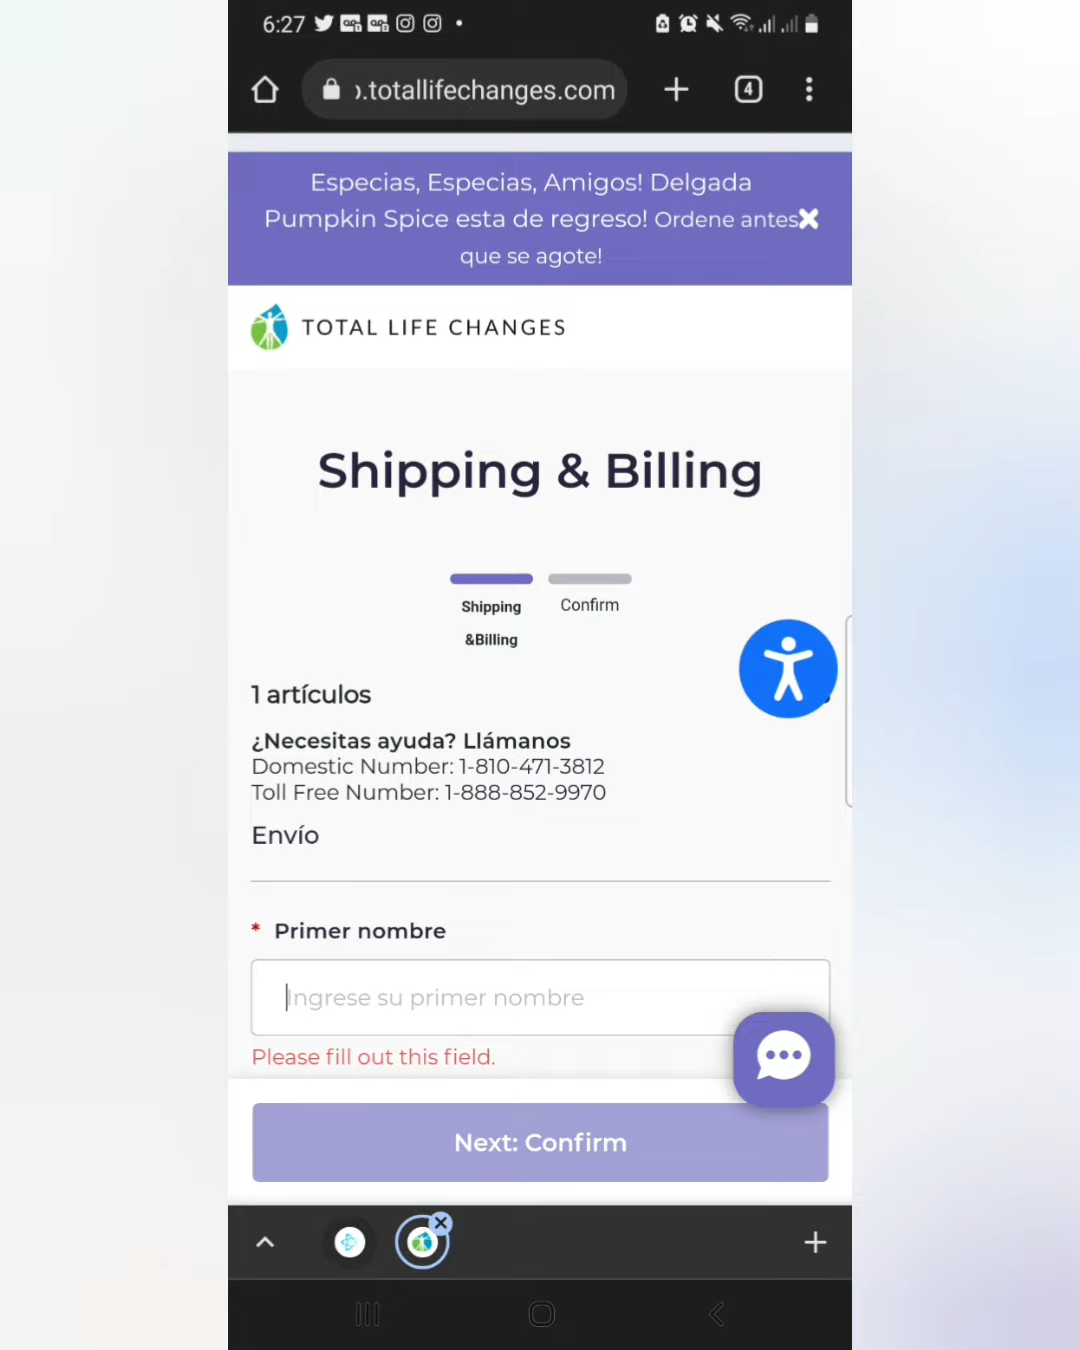 6:27
).totallifechanges.com
4
Especias, Especias, Amigos! Delgada
Pumpkin Spice esta de regreso! Ordene antes
que se agote!
TOTAL LIFE CHANGES
Shipping & Billing
Shipping
&Billing
Confirm
1 artículos
¿Necesitas ayuda? Llámanos
Domestic Number: 1-810-471-3812
Toll Free Number: 1-888-852-9970
Envío
* Primer nombre
Ingrese su primer nombre
Please fill out this field.
Next: Confirm